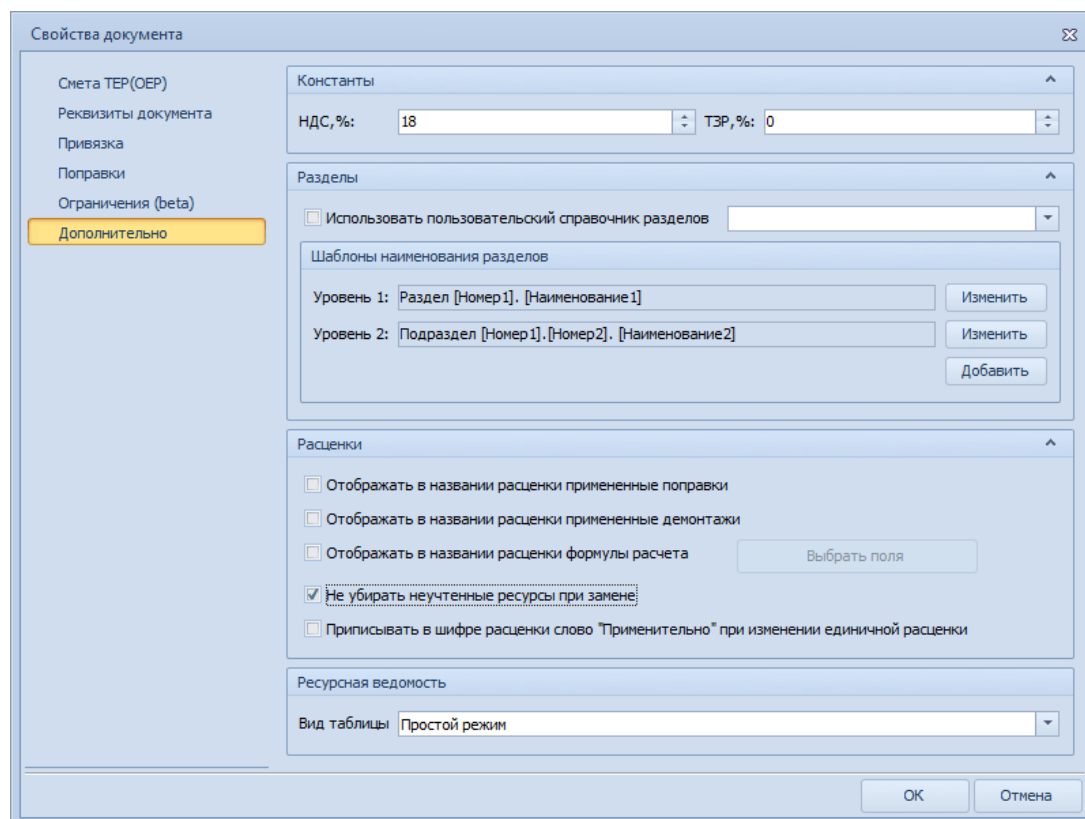 Свойства документа
Смета ТЕР(ОЕР)
Реквизиты документа
Привязка
Поправки
Ограничения (beta)
Дополнительно
Константы
НДС,%: 18 ТЗР,%: 0
Разделы
Использовать пользовательский справочник разделов
Шаблоны наименования разделов
Уровень 1: Раздел [Номер1]. [Наименование1] Изменить
Уровень 2: Подраздел [Номер1].[Номер2]. [Наименование2] Изменить
Добавить
Расценки
Отображать в названии расценки примененные поправки
Отображать в названии расценки примененные демонтажи
Отображать в названии расценки формулы расчета Выбрать поля
Не убирать неучтенные ресурсы при замене
Приписывать в шифре расценки слово "Применительно" при изменении единичной расценки
Ресурсная ведомость
Вид таблицы Простой режим
OK Отмена